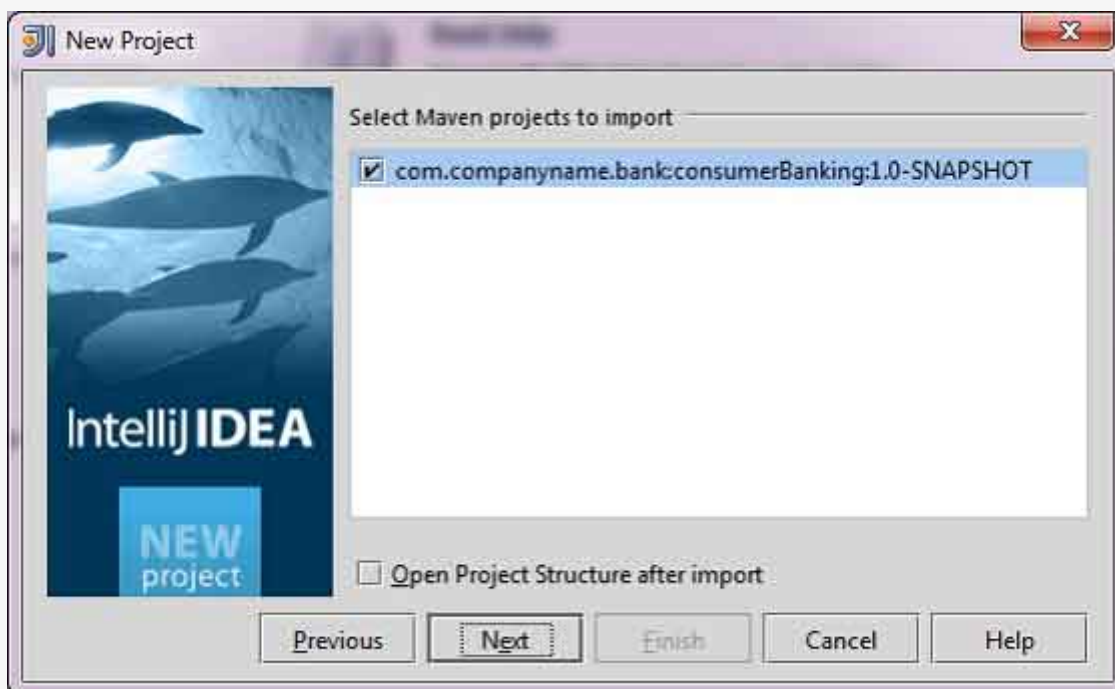 New Project
Select Maven projects to import
com.companyname.bank:consumerBanking:1.0-SNAPSHOT
IntelliJ IDEA
NEW
project
Open Project Structure after import
Previous
Next
Finish
Cancel
Help